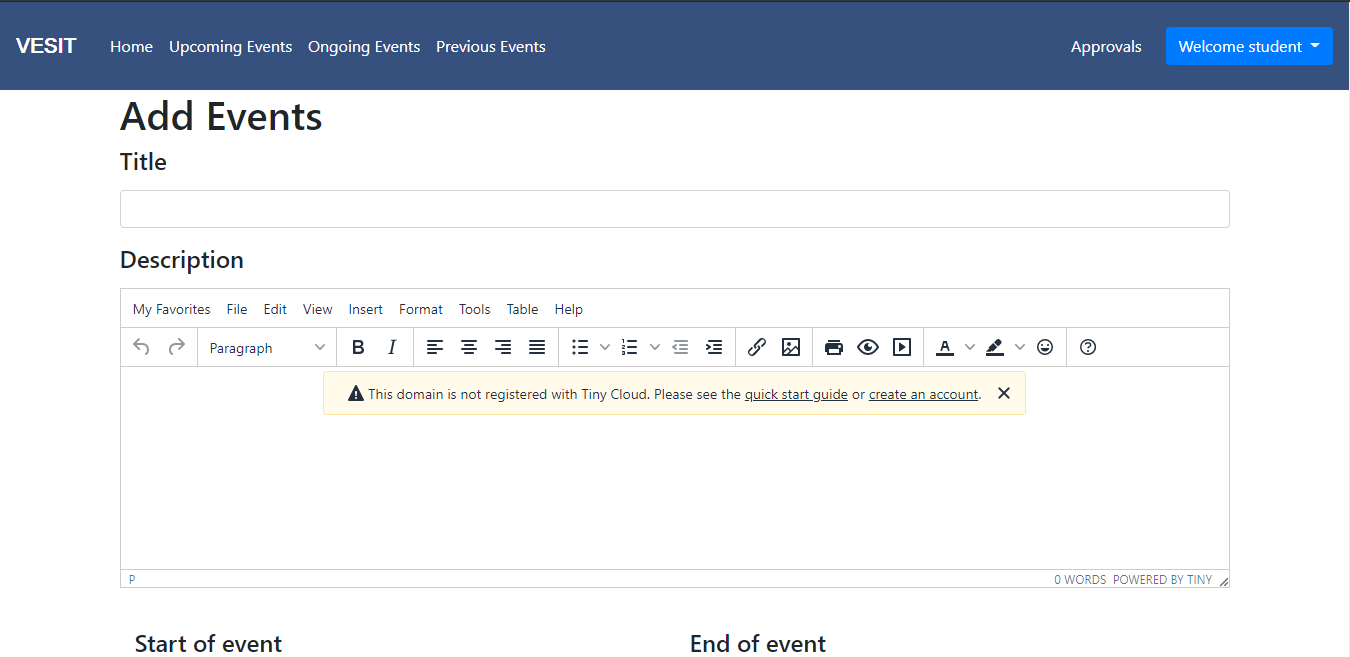 VESIT Home Upcoming Events Ongoing Events Previous Events Approvals Welcome student
Add Events
Title
Description
My Favorites File Edit View Insert Format Tools Table Help
Paragraph B I A
This domain is not registered with Tiny Cloud. Please see the quick start guide or create an account.
P 0 WORDS POWERED BY TINY
Start of event End of event